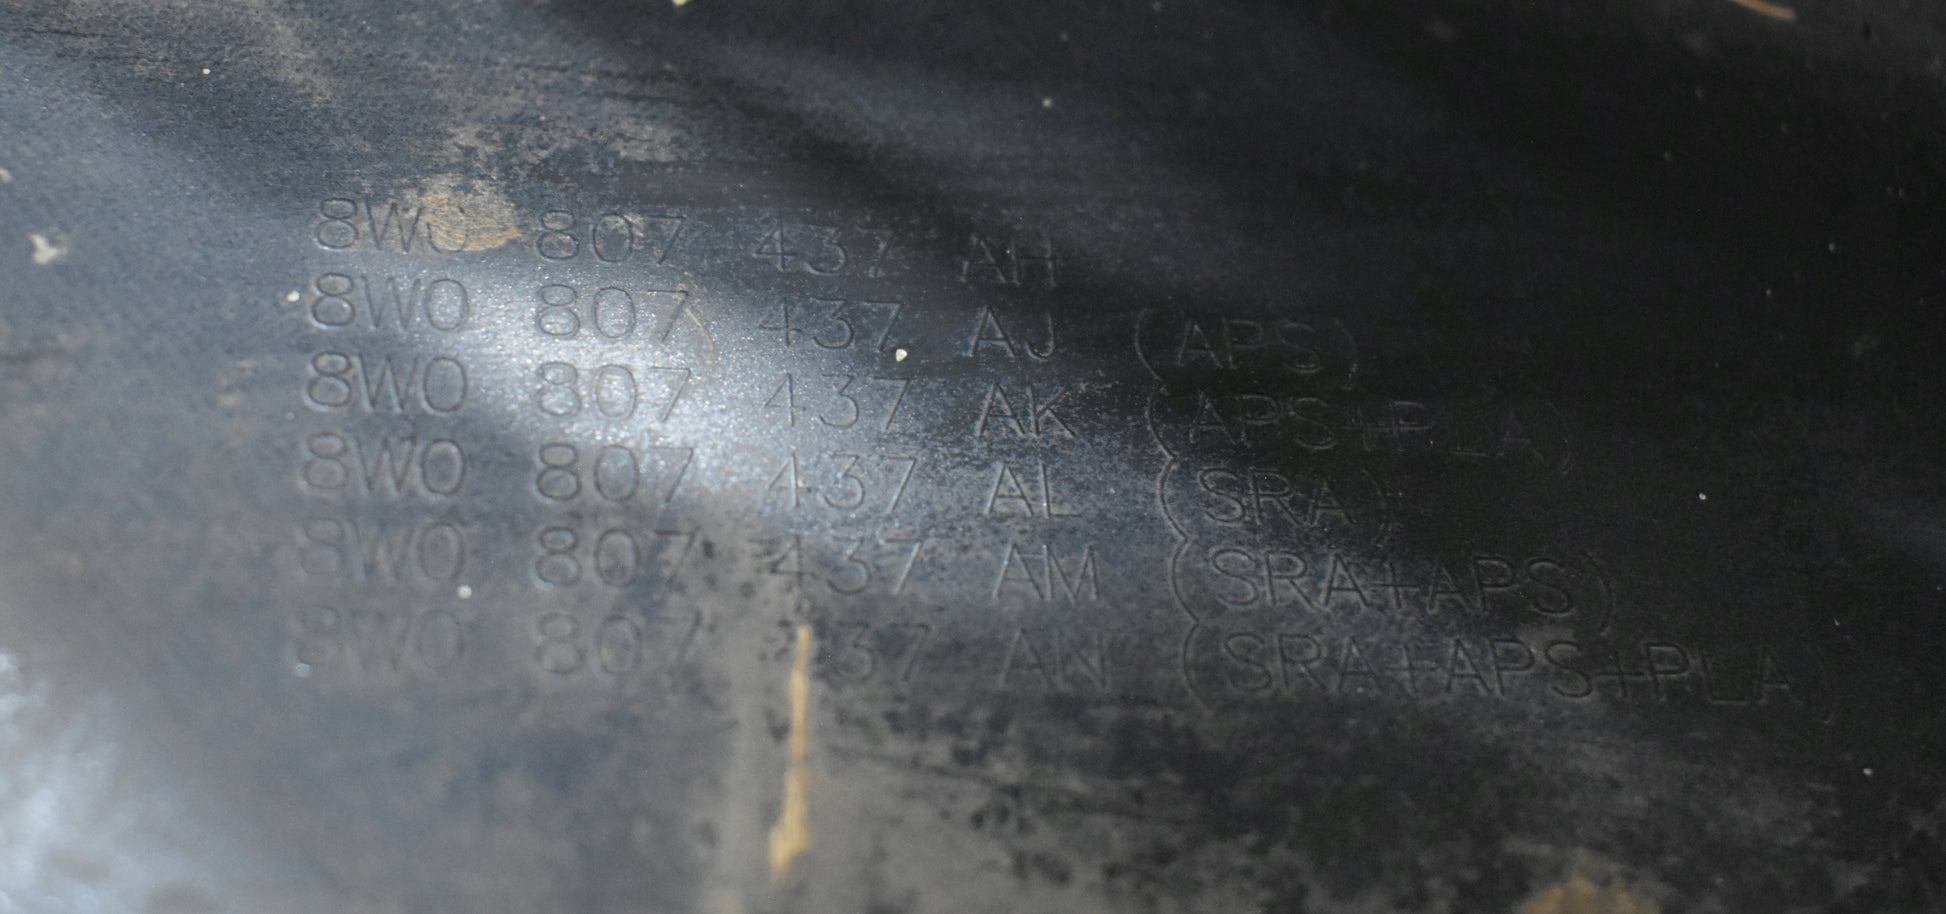 8W0 807 437 AH
8W0 807 437 AJ (APS)
8W0 807 437 AK (APS+PLA)
8W0 807 437 AL (SRA)
8W0 807 437 AM (SRA+APS)
8W0 807 437 AN (SRA+APS+PLA)